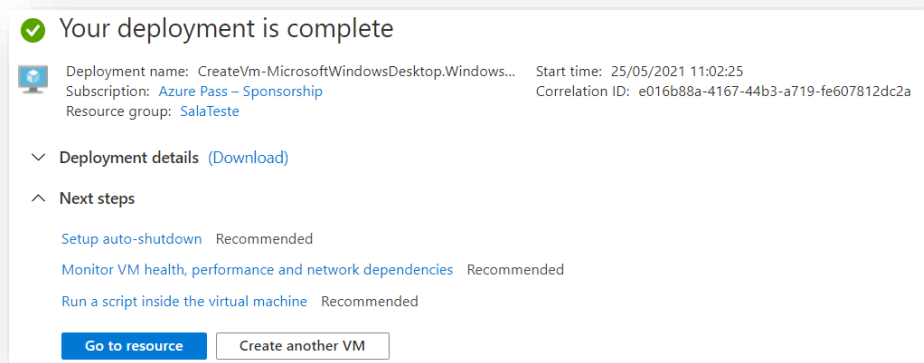 Your deployment is complete
Deployment name: CreateVm-MicrosoftWindowsDesktop.Windows... Start time: 25/05/2021 11:02:25
Subscription: Azure Pass – Sponsorship Correlation ID: e016b88a-4167-44b3-a719-fe607812dc2a
Resource group: SalaTeste
Deployment details (Download)
Next steps
Setup auto-shutdown Recommended
Monitor VM health, performance and network dependencies Recommended
Run a script inside the virtual machine Recommended
Go to resource Create another VM